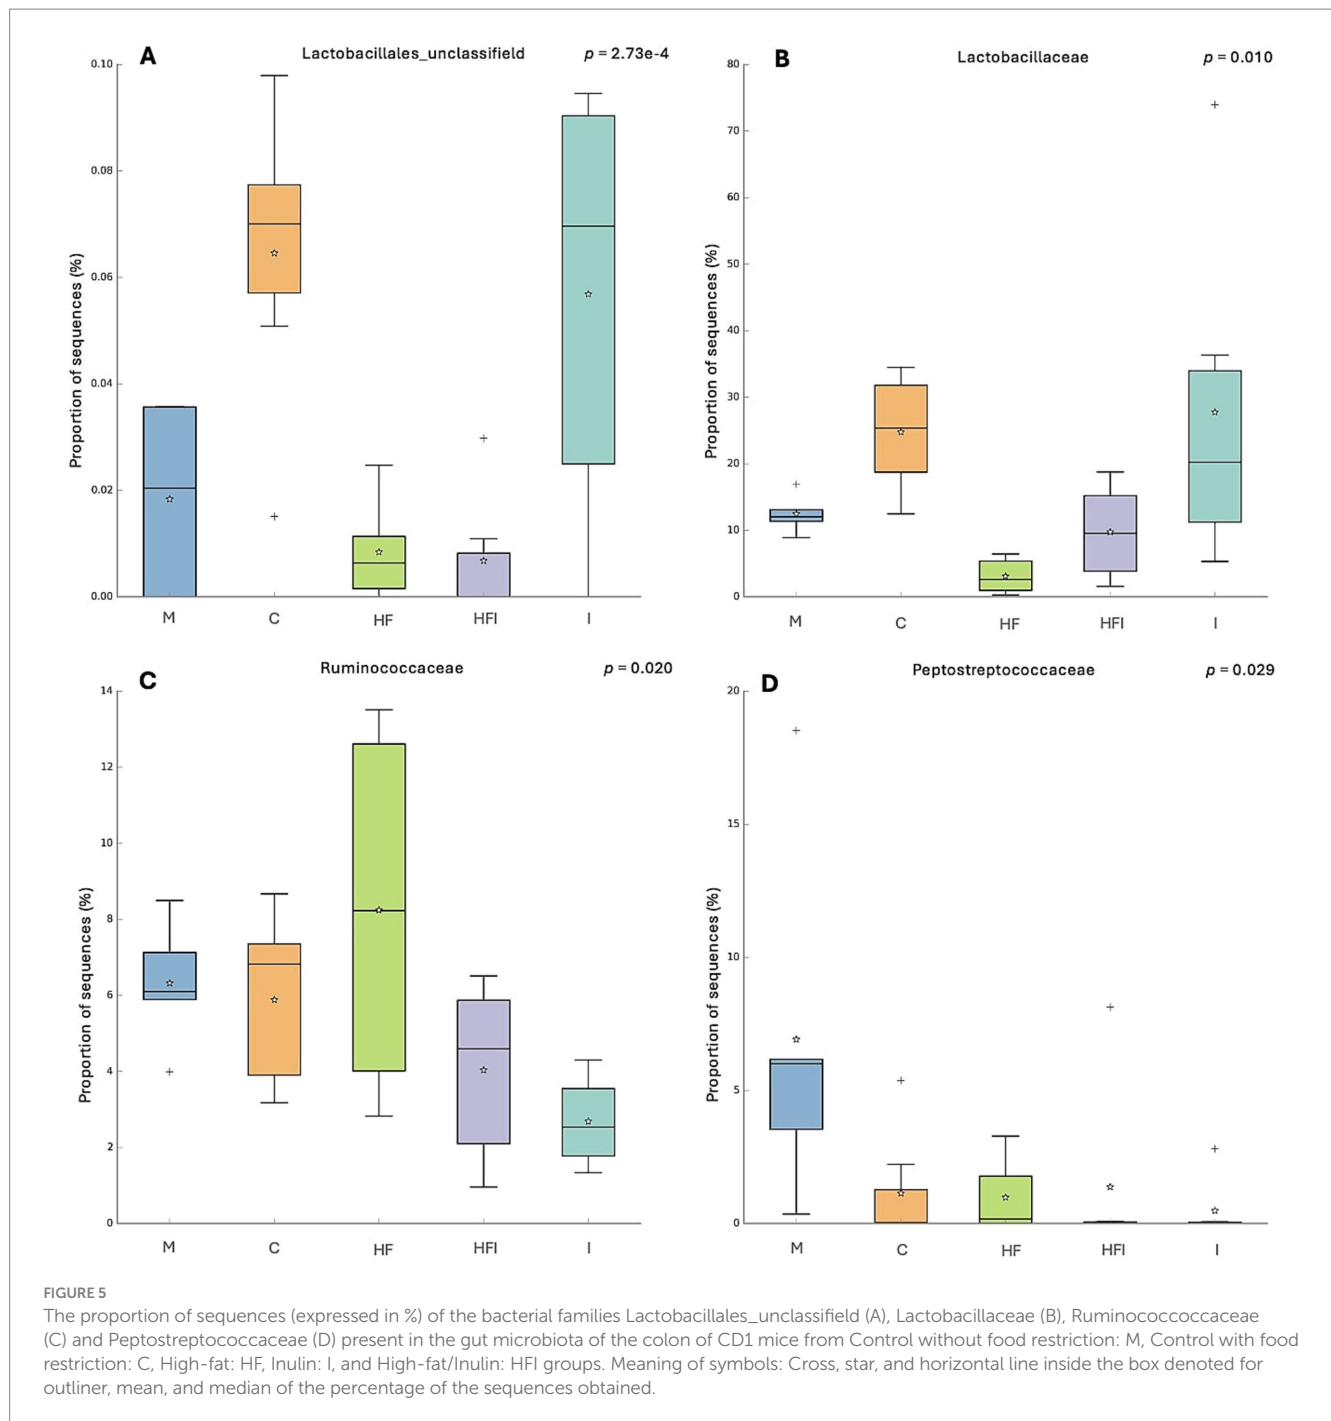 A Lactobacillales_unclassifield p = 2.73e-4
0.10
0.08
0.06
0.04
0.02
0.00
Proportion of sequences (%)
M C HF HFI I
B Lactobacillaceae p = 0.010
80
70
60
50
40
30
20
10
0
Proportion of sequences (%)
M C HF HFI I
C Ruminococcaceae p = 0.020
14
12
10
8
6
4
2
0
Proportion of sequences (%)
M C HF HFI I
D Peptostreptococcaceae p = 0.029
20
15
10
5
0
Proportion of sequences (%)
M C HF HFI I
FIGURE 5
The proportion of sequences (expressed in %) of the bacterial families Lactobacillales_unclassifield (A), Lactobacillaceae (B), Ruminococcoccaceae
(C) and Peptostreptococcaceae (D) present in the gut microbiota of the colon of CD1 mice from Control without food restriction: M, Control with food
restriction: C, High-fat: HF, Inulin: I, and High-fat/Inulin: HFI groups. Meaning of symbols: Cross, star, and horizontal line inside the box denoted for
outliner, mean, and median of the percentage of the sequences obtained.